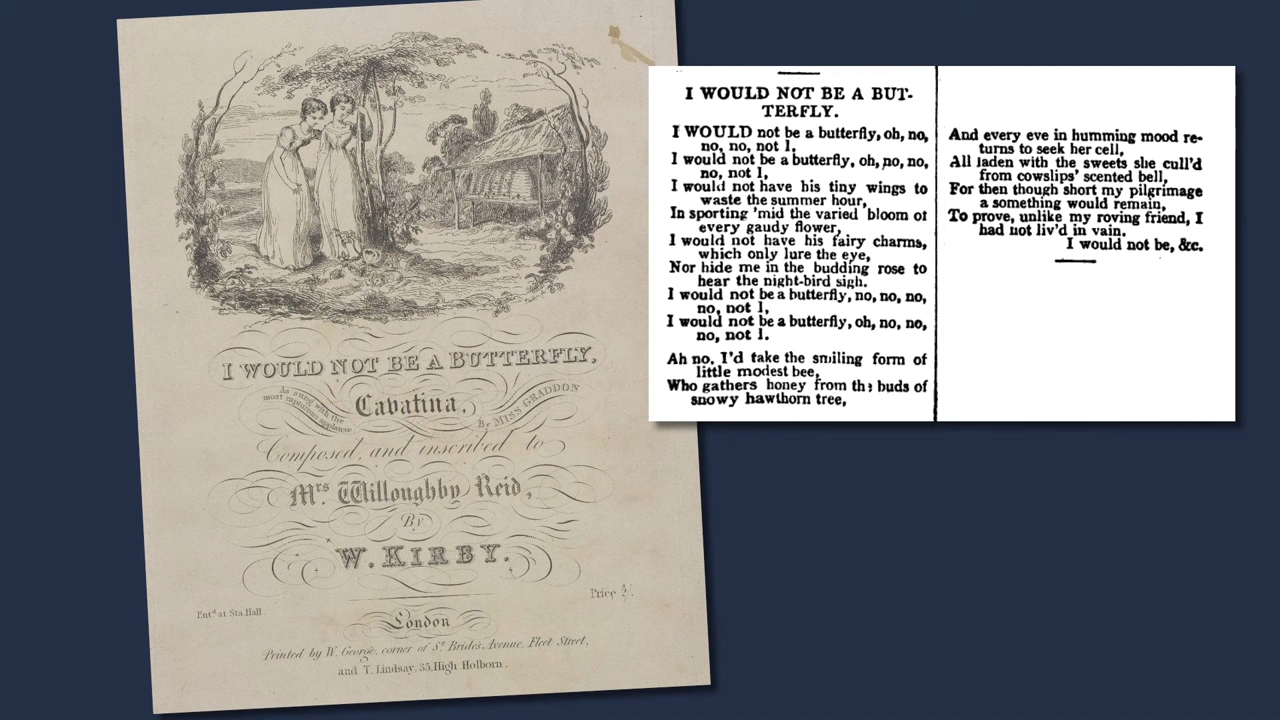 I WOULD NOT BE A BUTTERFLY,
As sung with the
most rapturous applause
Cavatina,
By MISS GRADDON
Composed, and inscribed to
Mrs. Willoughby Reid,
By
W. KIRBY.
Entd at Sta. Hall.
Price 2/.
London
Printed by W. George, corner of St Brides Avenue, Fleet Street,
and T. Lindsay, 35, High Holborn.
I WOULD NOT BE A BUT-
TERFLY.
I WOULD not be a butterfly, oh, no,
no, no, not I.
I would not be a butterfly, oh, no, no,
no, not I,
I would not have his tiny wings to
waste the summer hour,
In sporting 'mid the varied bloom of
every gaudy flower,
I would not have his fairy charms,
which only lure the eye,
Nor hide me in the budding rose to
hear the night-bird sigh.
I would not be a butterfly, no, no, no,
no, not I,
I would not be a butterfly, oh, no, no,
no, not I.
Ah no, I'd take the smiling form of
little modest bee,
Who gathers honey from the buds of
snowy hawthorn tree,
And every eve in humming mood re-
turns to seek her cell,
All laden with the sweets she cull'd
from cowslips' scented bell,
For then though short my pilgrimage
a something would remain,
To prove, unlike my roving friend, I
had not liv'd in vain.
I would not be, &c.